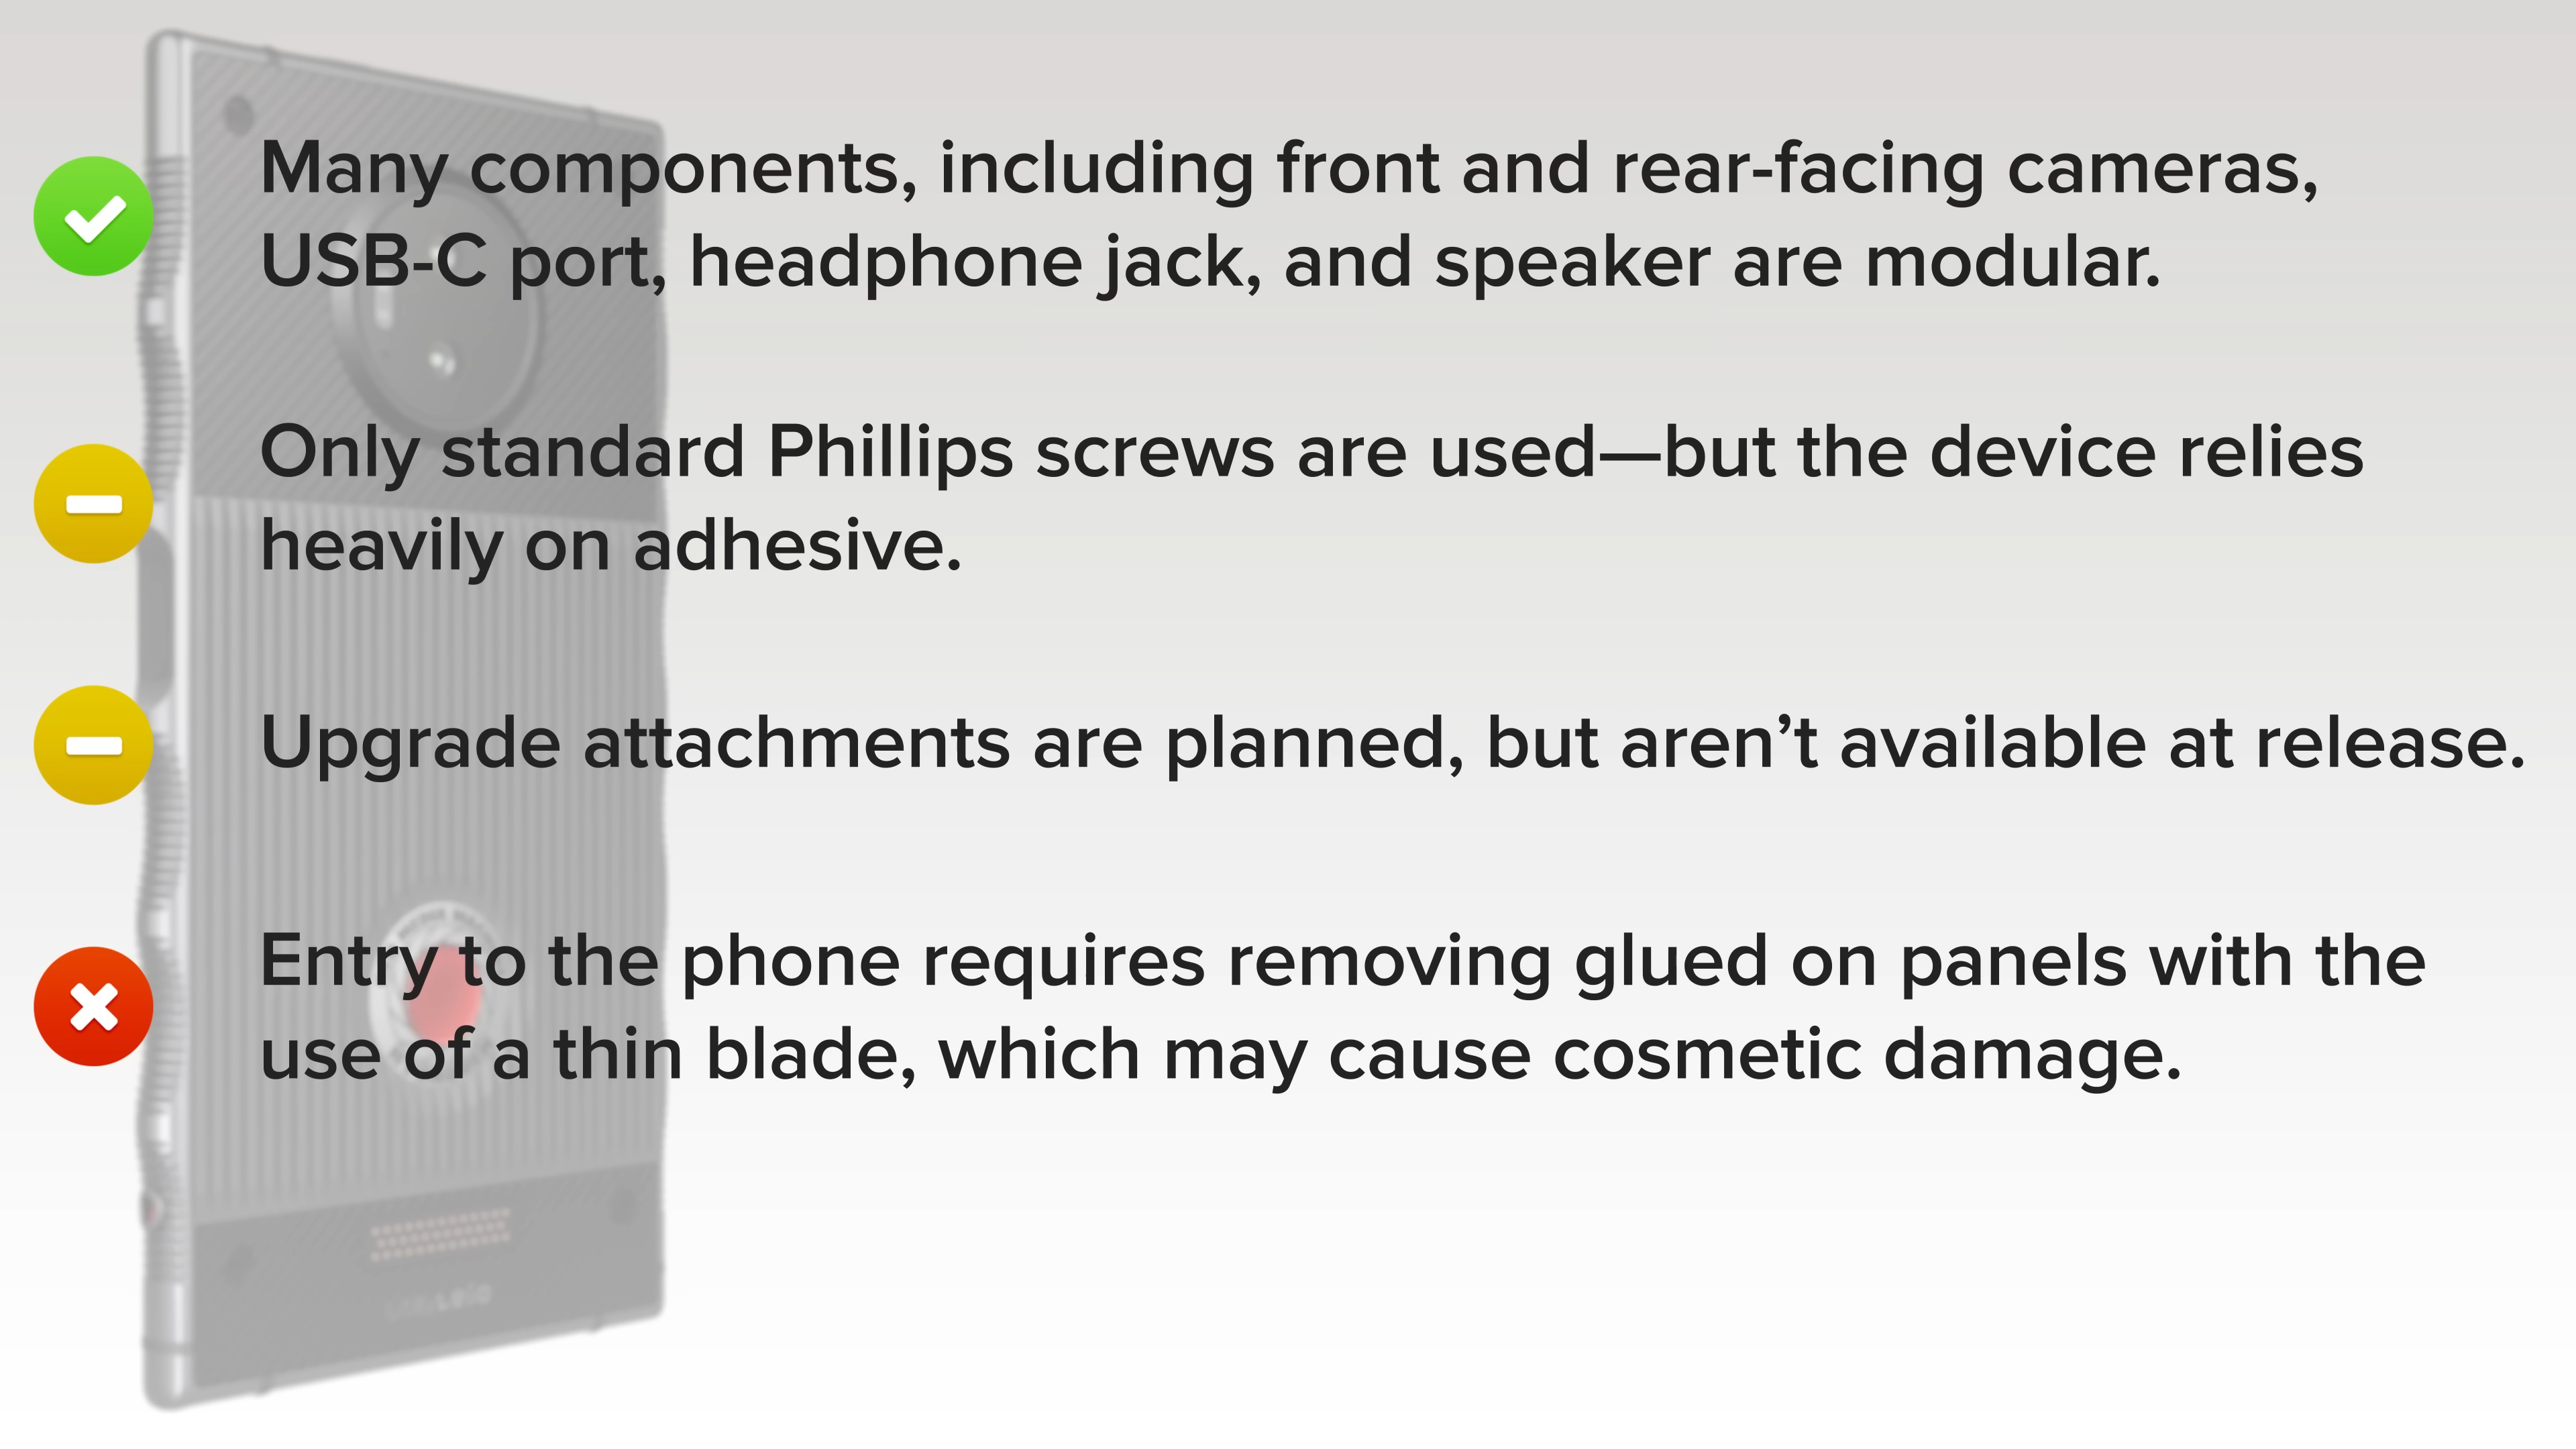 Many components, including front and rear-facing cameras,
USB-C port, headphone jack, and speaker are modular.
Only standard Phillips screws are used—but the device relies
heavily on adhesive.
Upgrade attachments are planned, but aren’t available at release.
Entry to the phone requires removing glued on panels with the
use of a thin blade, which may cause cosmetic damage.